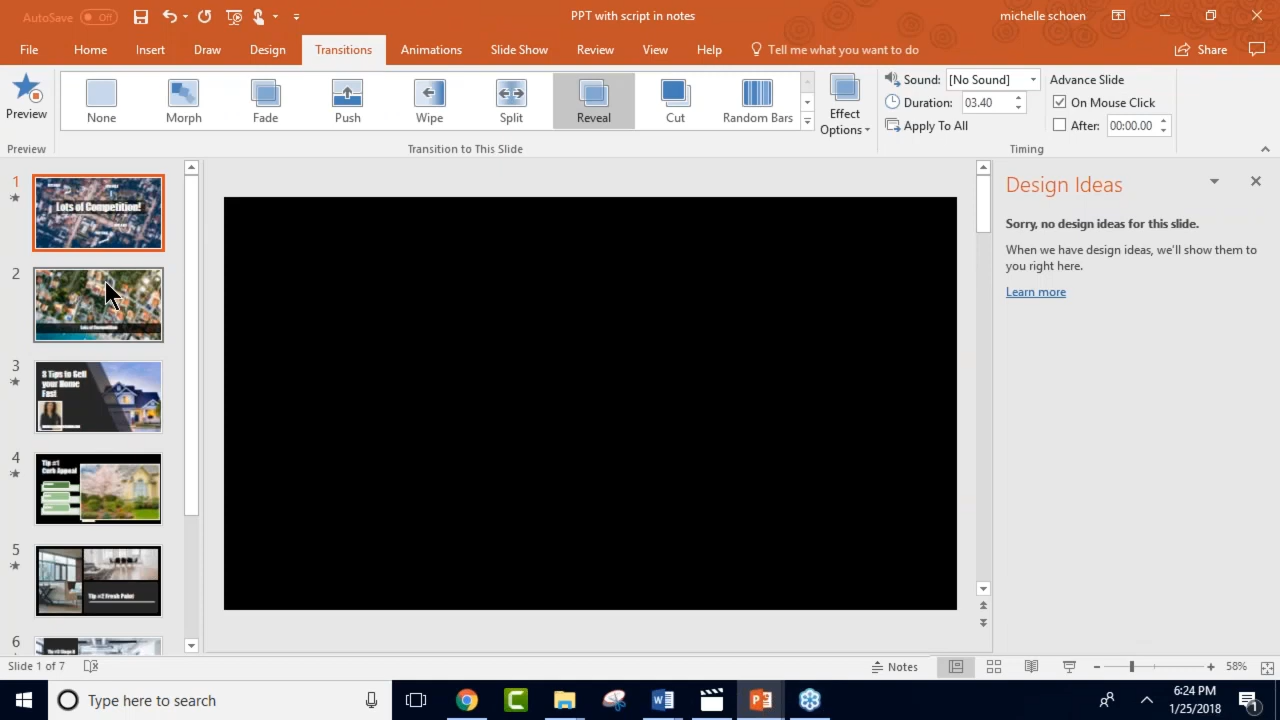 AutoSave Off
PPT with script in notes
michelle schoen
File Home Insert Draw Design Transitions Animations Slide Show Review View Help Tell me what you want to do Share
Preview
None Morph Fade Push Wipe Split Reveal Cut Random Bars
Effect Options
Sound: [No Sound]
Duration: 03.40
Apply To All
Advance Slide
On Mouse Click
After: 00:00.00
Preview
Transition to This Slide
Timing
1
Lots of Competition!
2
Lots of Competition
3
3 Tips to Sell
your Home
Fast
4
Tip #1
Curb Appeal
5
Tip #2 Fresh Paint
6
Design Ideas
Sorry, no design ideas for this slide.
When we have design ideas, we'll show them to
you right here.
Learn more
Slide 1 of 7
Notes
58%
Type here to search
6:24 PM
1/25/2018
1